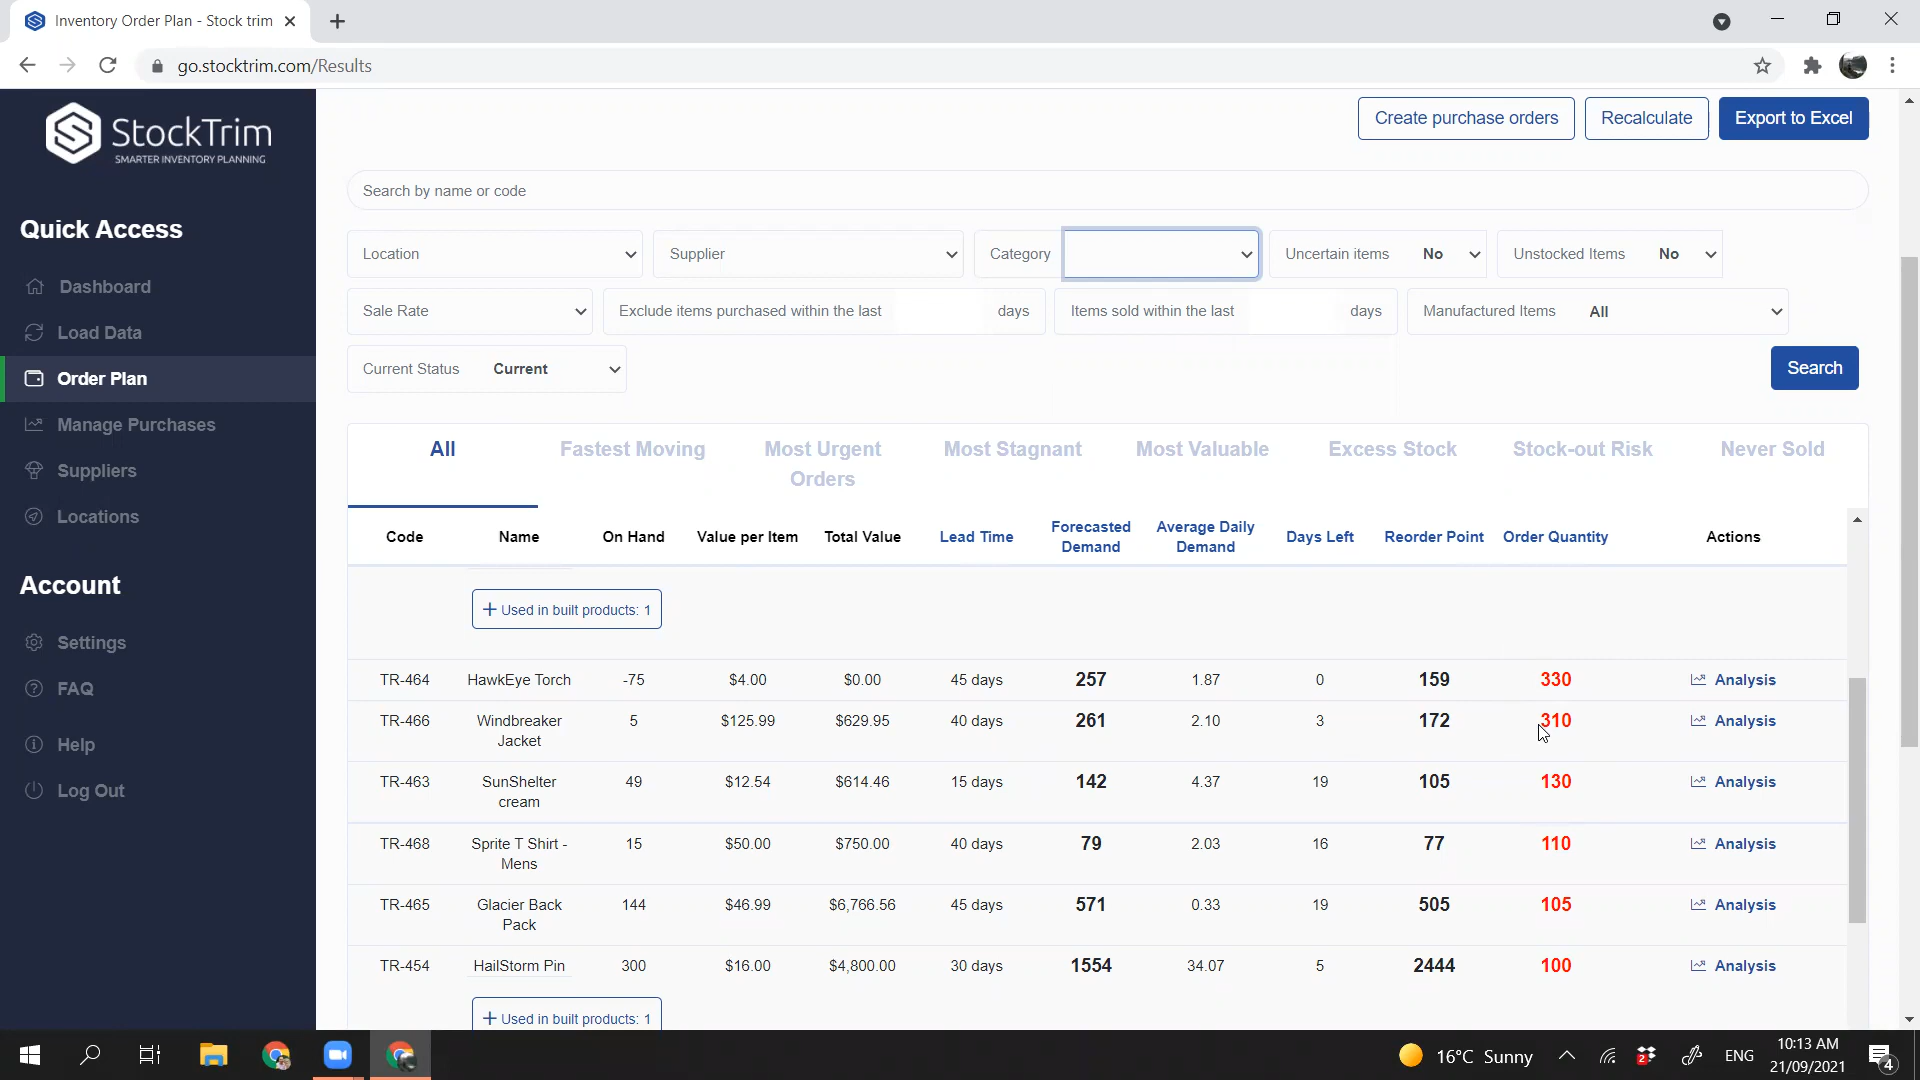 Inventory Order Plan - Stock trim
go.stocktrim.com/Results
StockTrim
SMARTER INVENTORY PLANNING
Quick Access
Dashboard
Load Data
Order Plan
Manage Purchases
Suppliers
Locations
Account
Settings
FAQ
Help
Log Out
Create purchase orders Recalculate Export to Excel
Search by name or code
Location Supplier Category Uncertain items No Unstocked Items No
Sale Rate Exclude items purchased within the last days Items sold within the last days Manufactured Items All
Current Status Current Search
All Fastest Moving Most Urgent Orders Most Stagnant Most Valuable Excess Stock Stock-out Risk Never Sold
Code Name On Hand Value per Item Total Value Lead Time Forecasted Demand Average Daily Demand Days Left Reorder Point Order Quantity Actions
+ Used in built products: 1
TR-464 HawkEye Torch -75 $4.00 $0.00 45 days 257 1.87 0 159 330 Analysis
TR-466 Windbreaker Jacket 5 $125.99 $629.95 40 days 261 2.10 3 172 310 Analysis
TR-463 SunShelter cream 49 $12.54 $614.46 15 days 142 4.37 19 105 130 Analysis
TR-468 Sprite T Shirt - Mens 15 $50.00 $750.00 40 days 79 2.03 16 77 110 Analysis
TR-465 Glacier Back Pack 144 $46.99 $6,766.56 45 days 571 0.33 19 505 105 Analysis
TR-454 HailStorm Pin 300 $16.00 $4,800.00 30 days 1554 34.07 5 2444 100 Analysis
+ Used in built products: 1
16°C Sunny 2 ENG 10:13 AM 4
21/09/2021